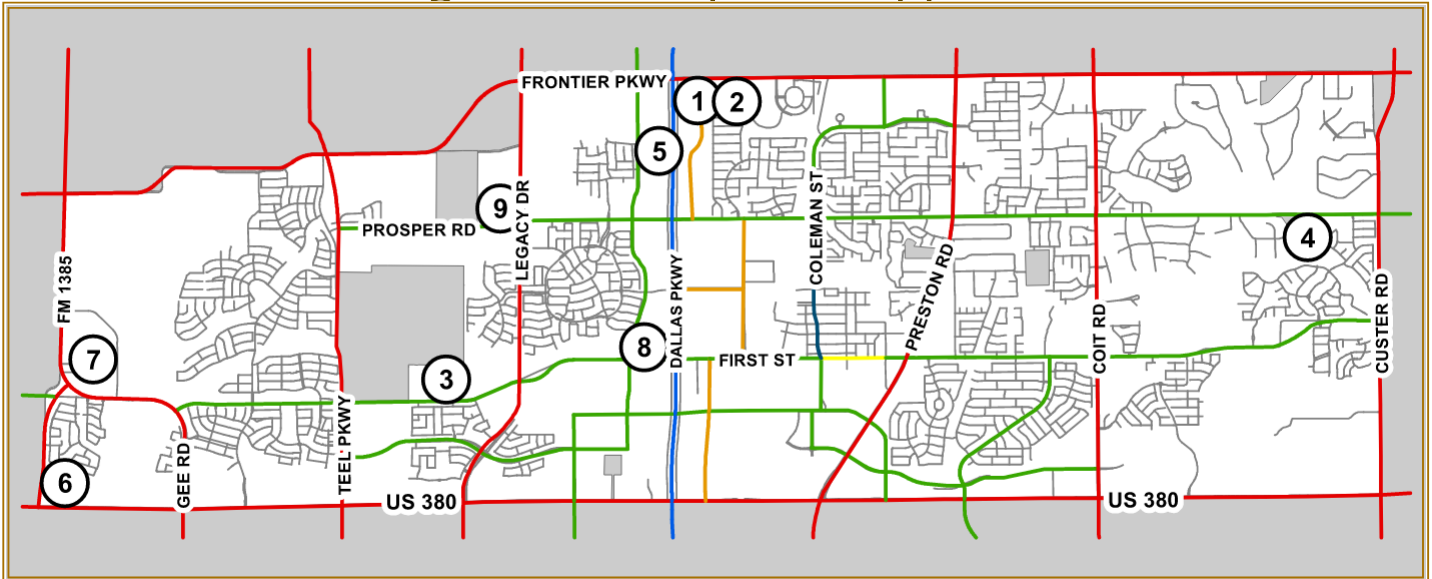 FRONTIER PKWY
1
2
5
9
LEGACY DR
PROSPER RD
COLEMAN ST
4
FM 1385
DALLAS PKWY
PRESTON RD
COIT RD
CUSTER RD
7
8
FIRST ST
3
GEE RD
TEEL PKWY
6
US 380
US 380